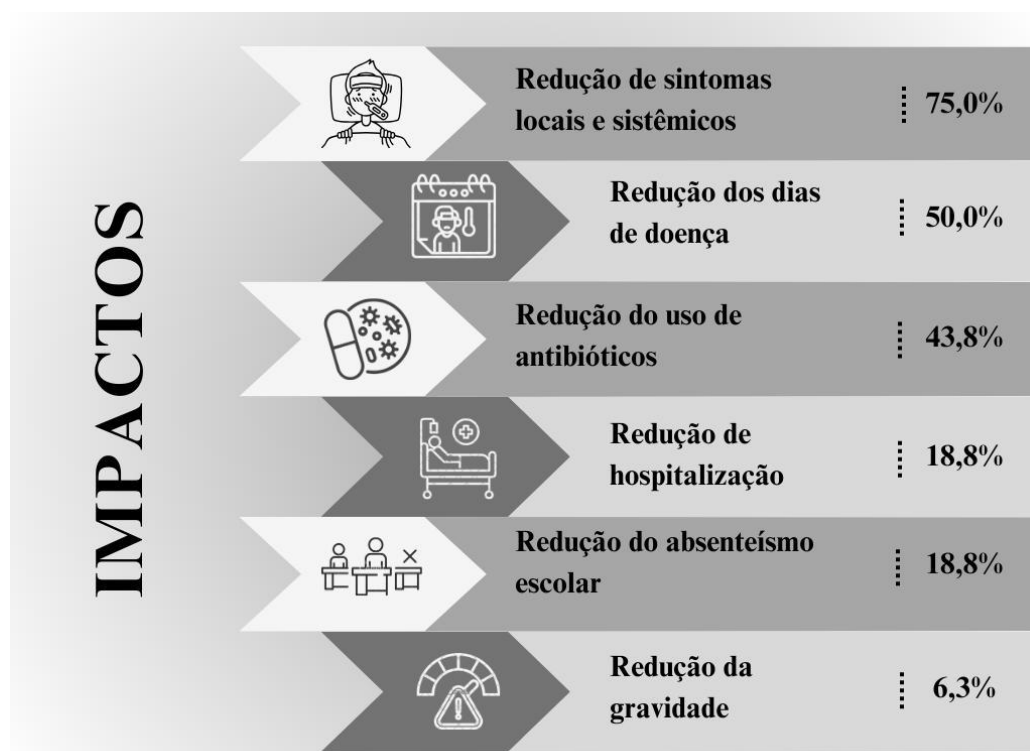 IMPACTOS
Redução de sintomas
locais e sistêmicos
75,0%
Redução dos dias
de doença
50,0%
Redução do uso de
antibióticos
43,8%
Redução de
hospitalização
18,8%
Redução do absenteísmo
escolar
18,8%
Redução da
gravidade
6,3%